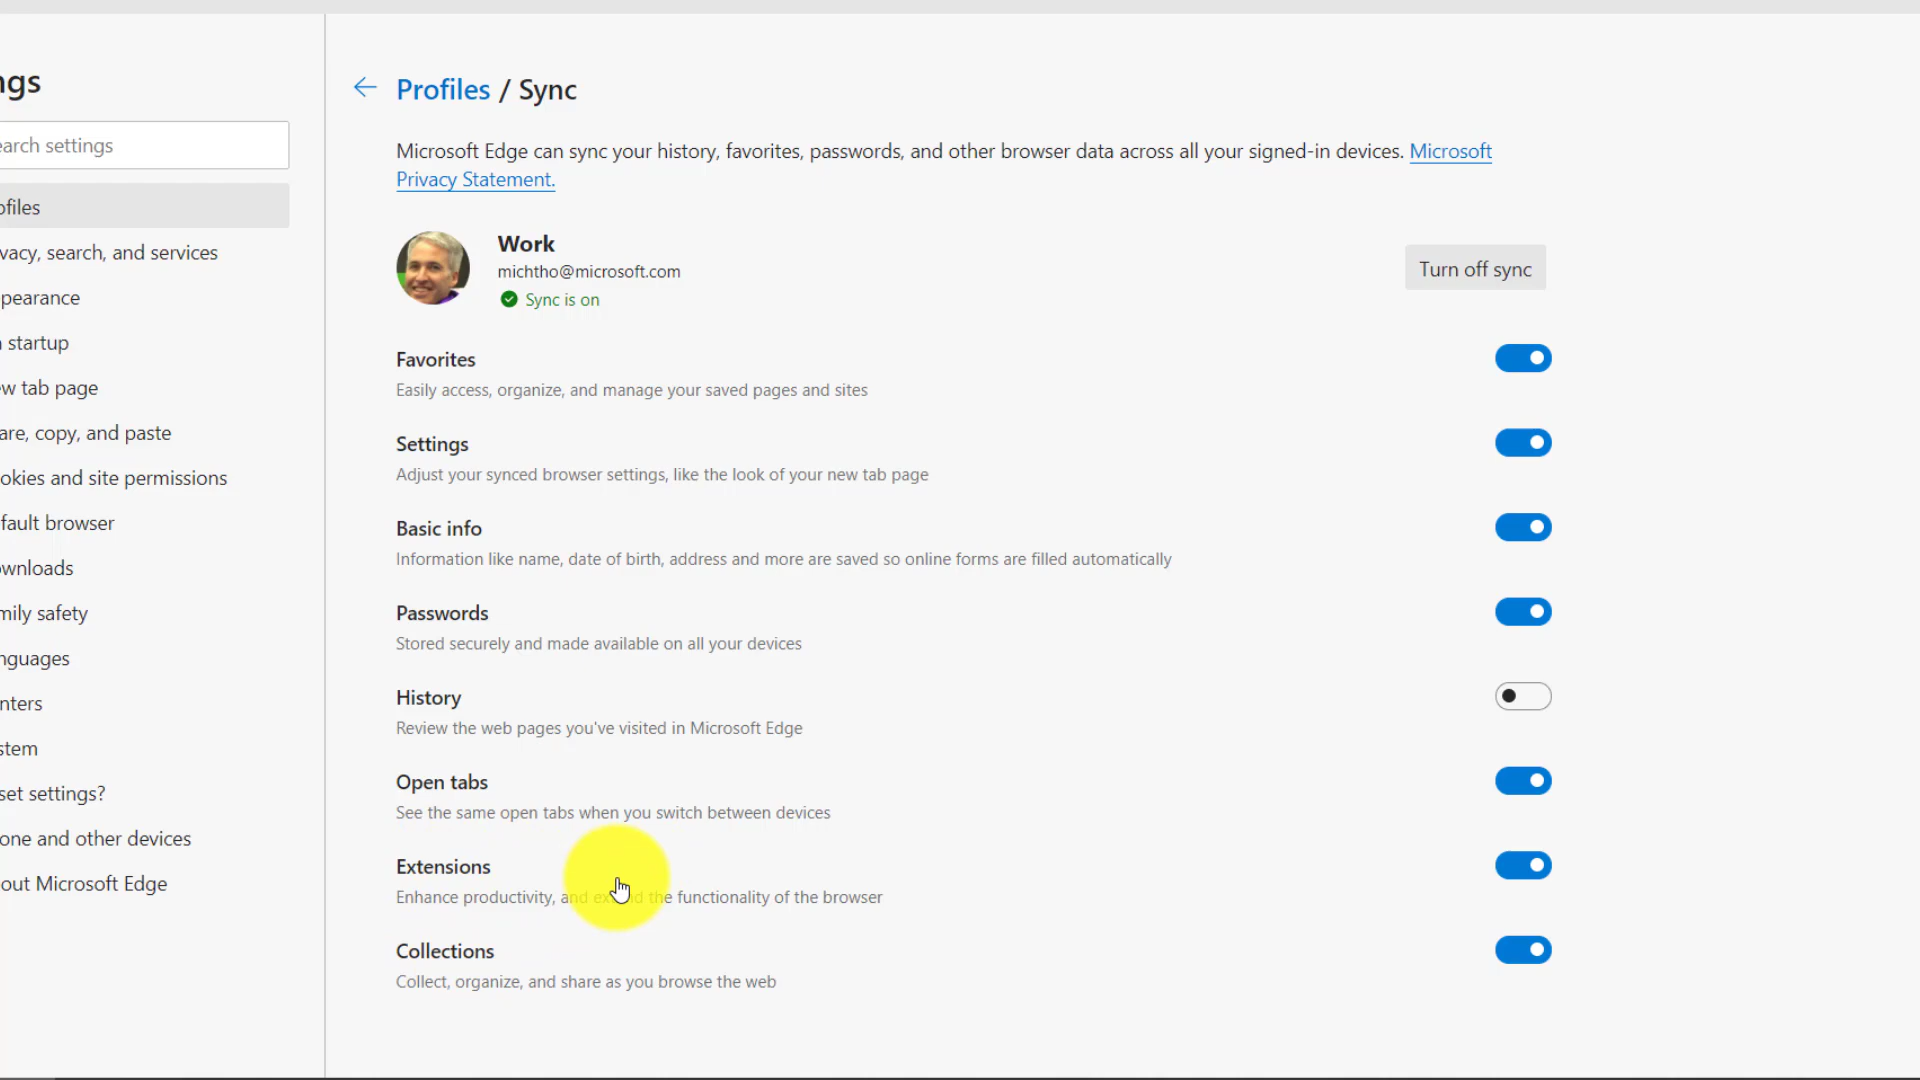 ngs
earch settings
ofiles
vacy, search, and services
pearance
n startup
ew tab page
are, copy, and paste
okies and site permissions
fault browser
ownloads
mily safety
nguages
nters
stem
set settings?
one and other devices
out Microsoft Edge
Profiles / Sync
Microsoft Edge can sync your history, favorites, passwords, and other browser data across all your signed-in devices. Microsoft
Privacy Statement.
Work
michtho@microsoft.com
Sync is on
Turn off sync
Favorites
Easily access, organize, and manage your saved pages and sites
Settings
Adjust your synced browser settings, like the look of your new tab page
Basic info
Information like name, date of birth, address and more are saved so online forms are filled automatically
Passwords
Stored securely and made available on all your devices
History
Review the web pages you've visited in Microsoft Edge
Open tabs
See the same open tabs when you switch between devices
Extensions
Enhance productivity, and extend the functionality of the browser
Collections
Collect, organize, and share as you browse the web